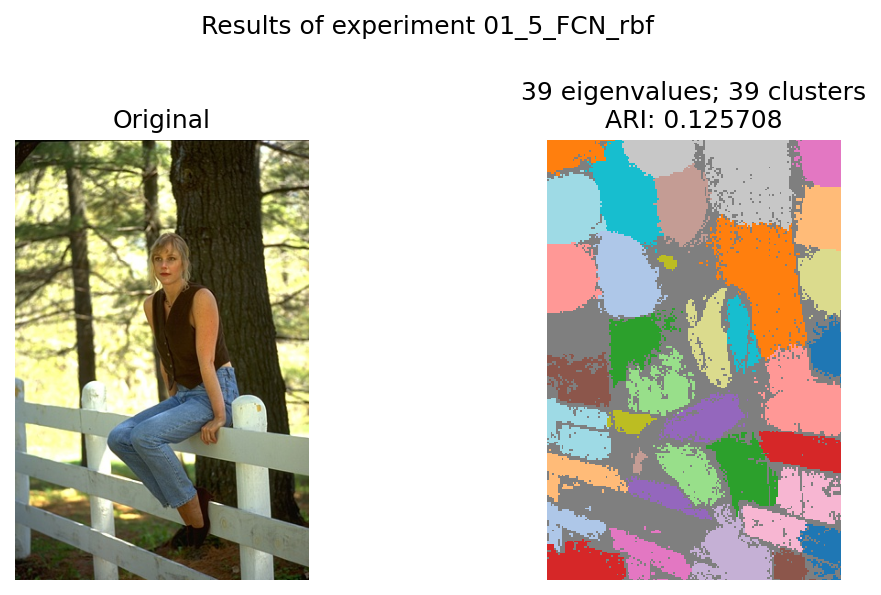 Results of experiment 01_5_FCN_rbf
Original
39 eigenvalues; 39 clusters
ARI: 0.125708